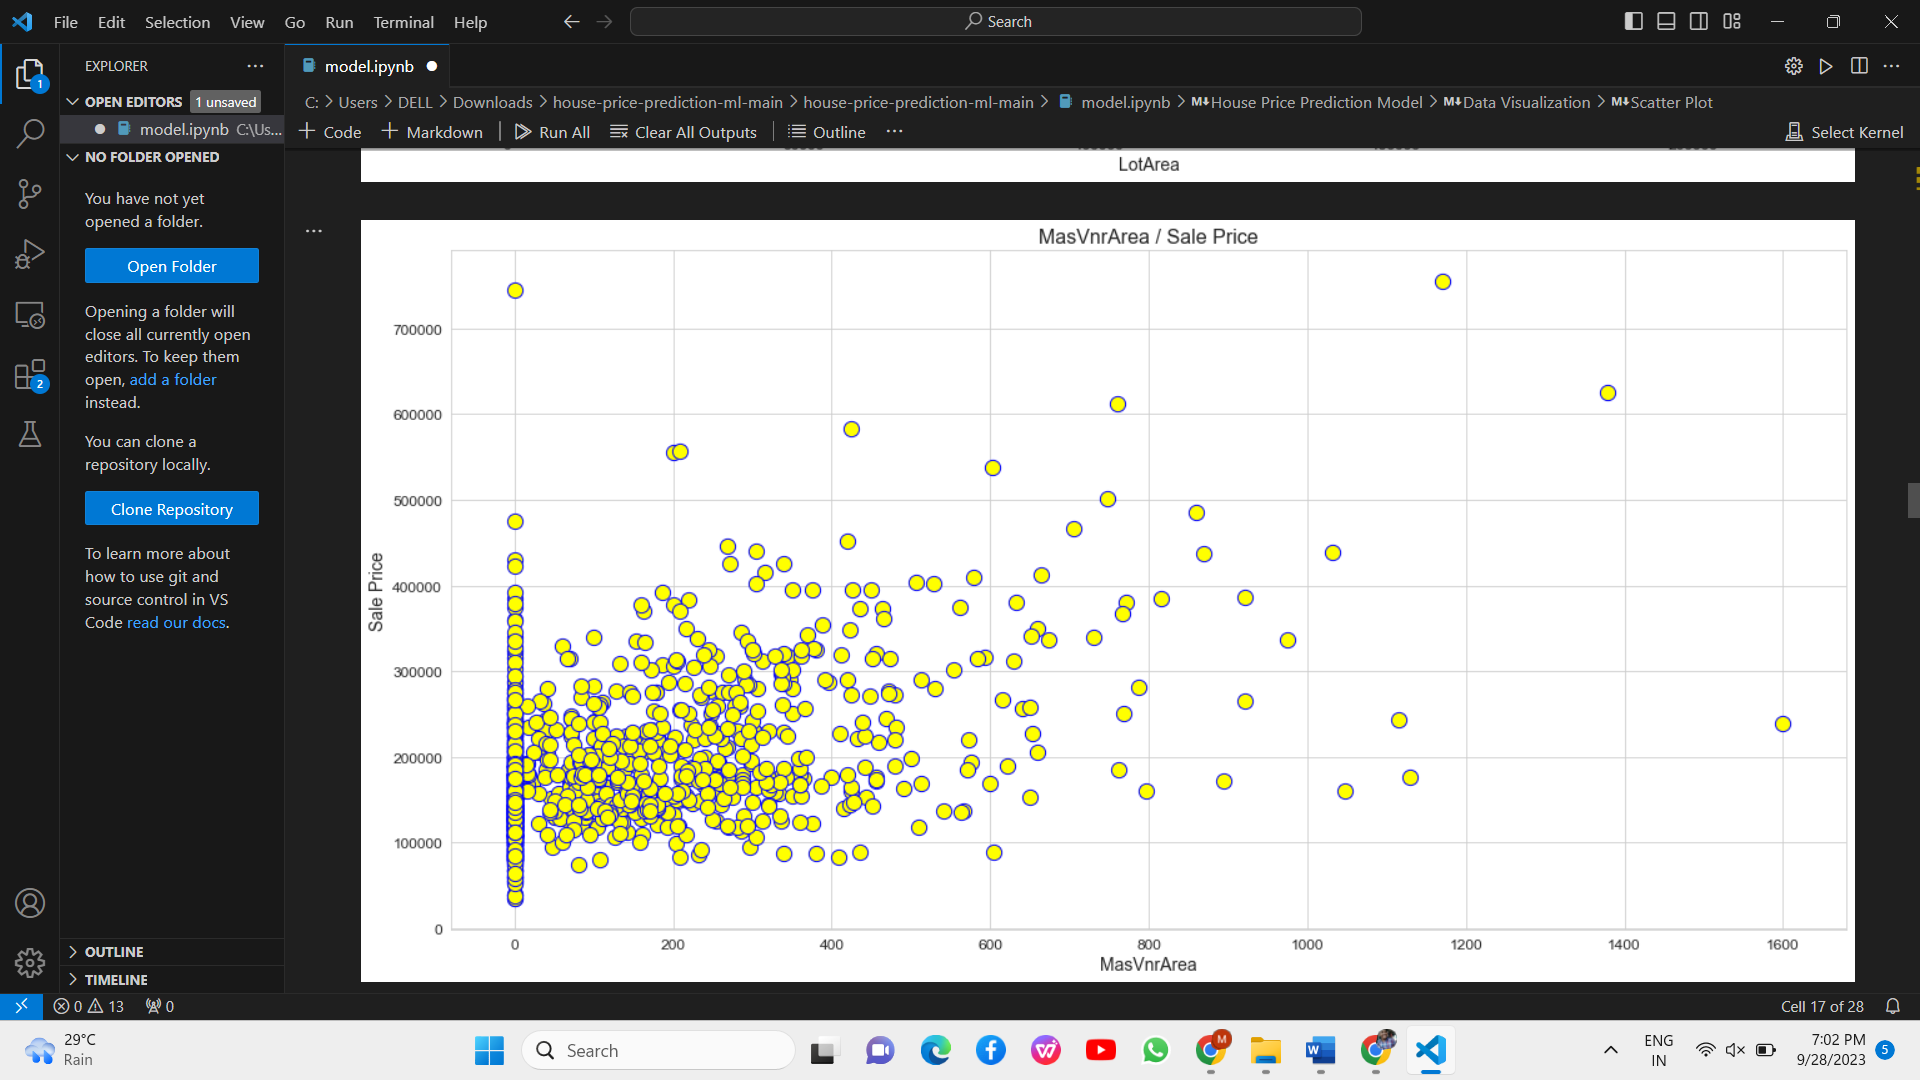 File Edit Selection View Go Run Terminal Help
Search
EXPLORER
1
OPEN EDITORS 1 unsaved
model.ipynb C:\Us...
NO FOLDER OPENED
You have not yet
opened a folder.
Open Folder
Opening a folder will
close all currently open
editors. To keep them
open, add a folder
instead.
2
You can clone a
repository locally.
Clone Repository
To learn more about
how to use git and
source control in VS
Code read our docs.
OUTLINE
TIMELINE
model.ipynb
C: > Users > DELL > Downloads > house-price-prediction-ml-main > house-price-prediction-ml-main > model.ipynb > M↓House Price Prediction Model > M↓Data Visualization > M↓Scatter Plot
+ Code + Markdown Run All Clear All Outputs Outline ...
Select Kernel
LotArea
MasVnrArea / Sale Price
700000
600000
500000
400000
300000
200000
100000
0
Sale Price
0 200 400 600 800 1000 1200 1400 1600
MasVnrArea
0 13 0
Cell 17 of 28
29°C
Rain
Search
M
W
ENG
IN
7:02 PM
9/28/2023
5